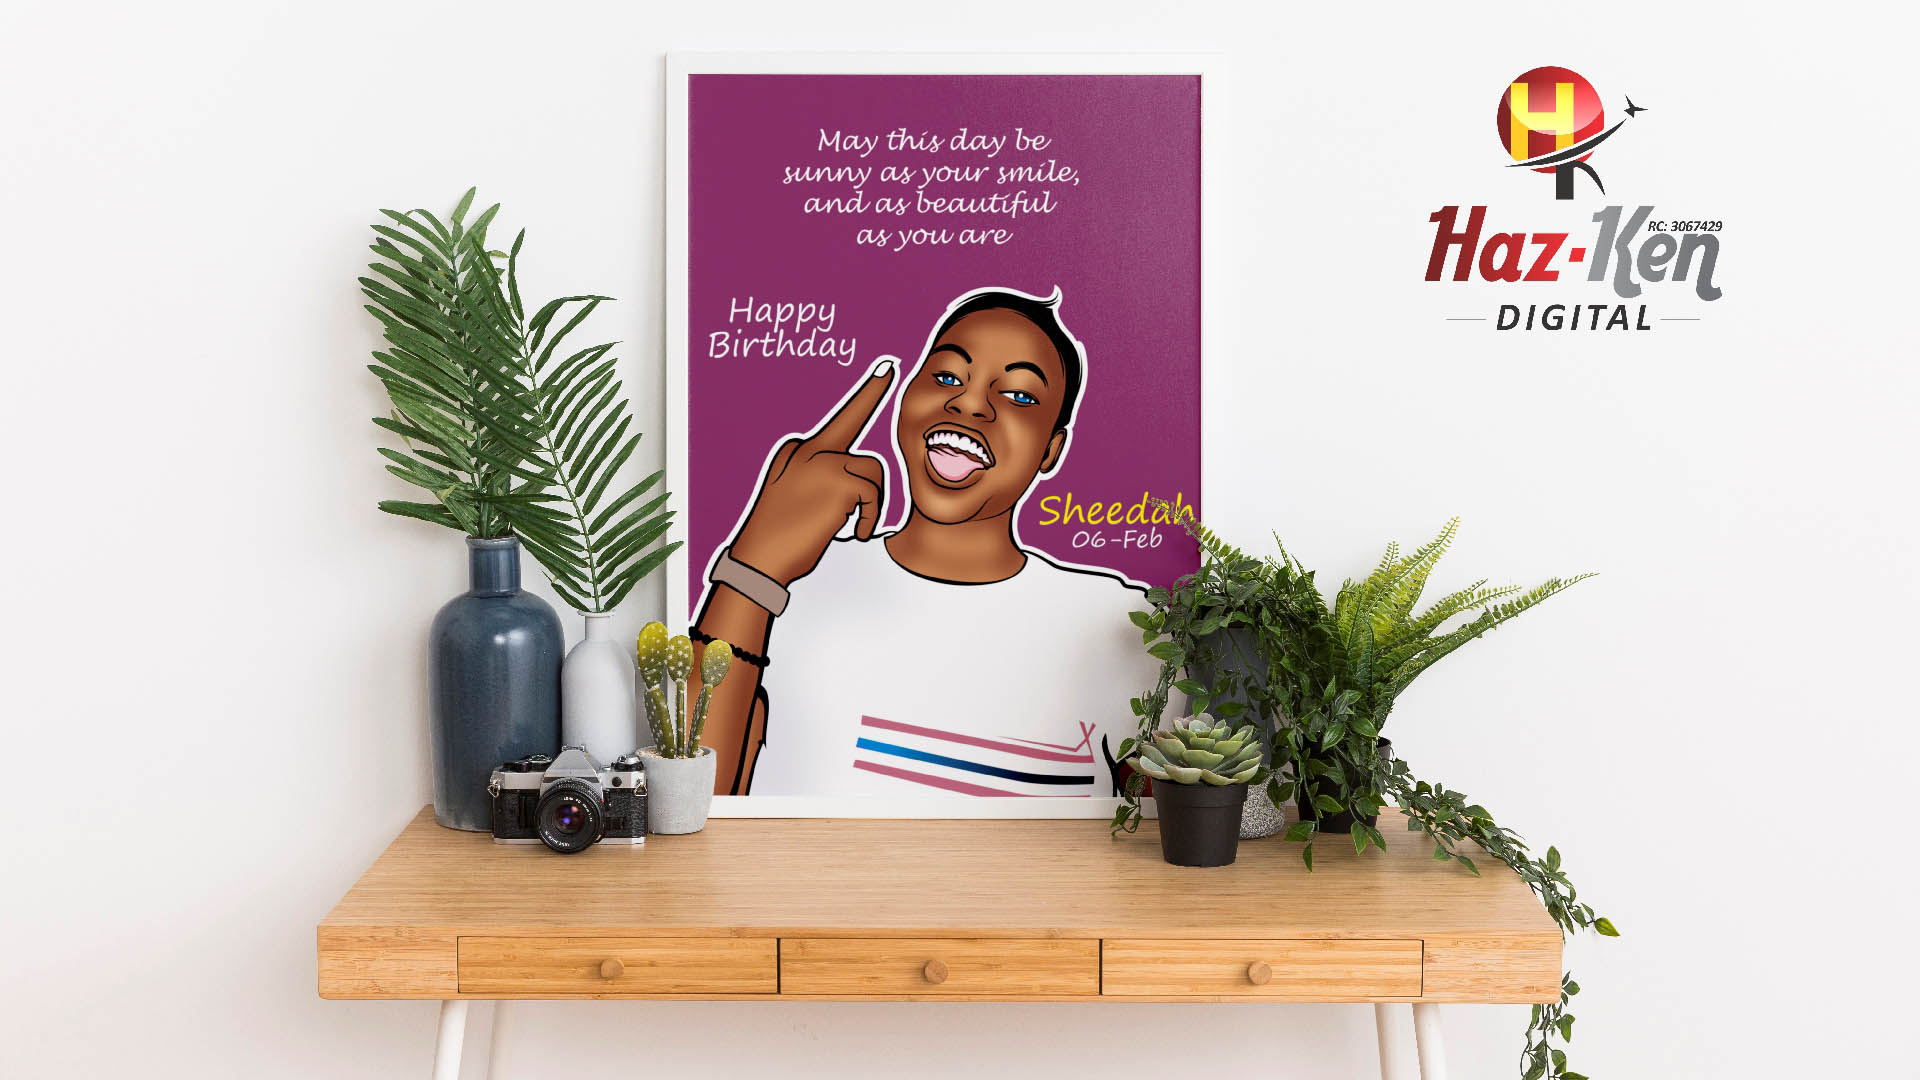 May this day be
sunny as your smile,
and as beautiful
as you are
Happy
Birthday
Sheedah
06-Feb
H
Haz-Ken
RC: 3067429
DIGITAL